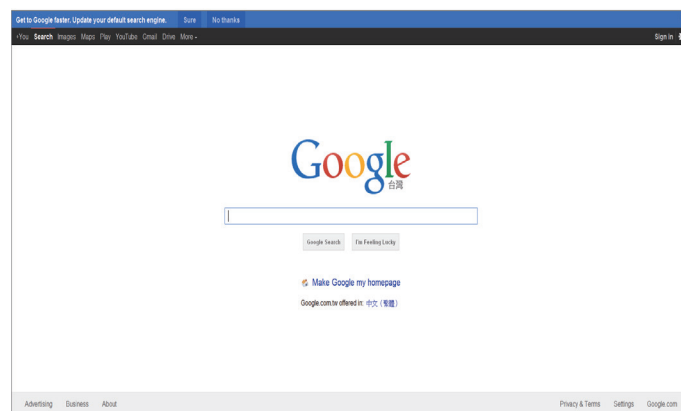 Get to Google faster. Update your default search engine. Sure No thanks
+You Search Images Maps Play YouTube Gmail Drive More Sign in
Google
台灣
Google Search I'm Feeling Lucky
Make Google my homepage
Google.com.tw offered in: 中文（繁體）
Advertising Business About Privacy & Terms Settings Google.com